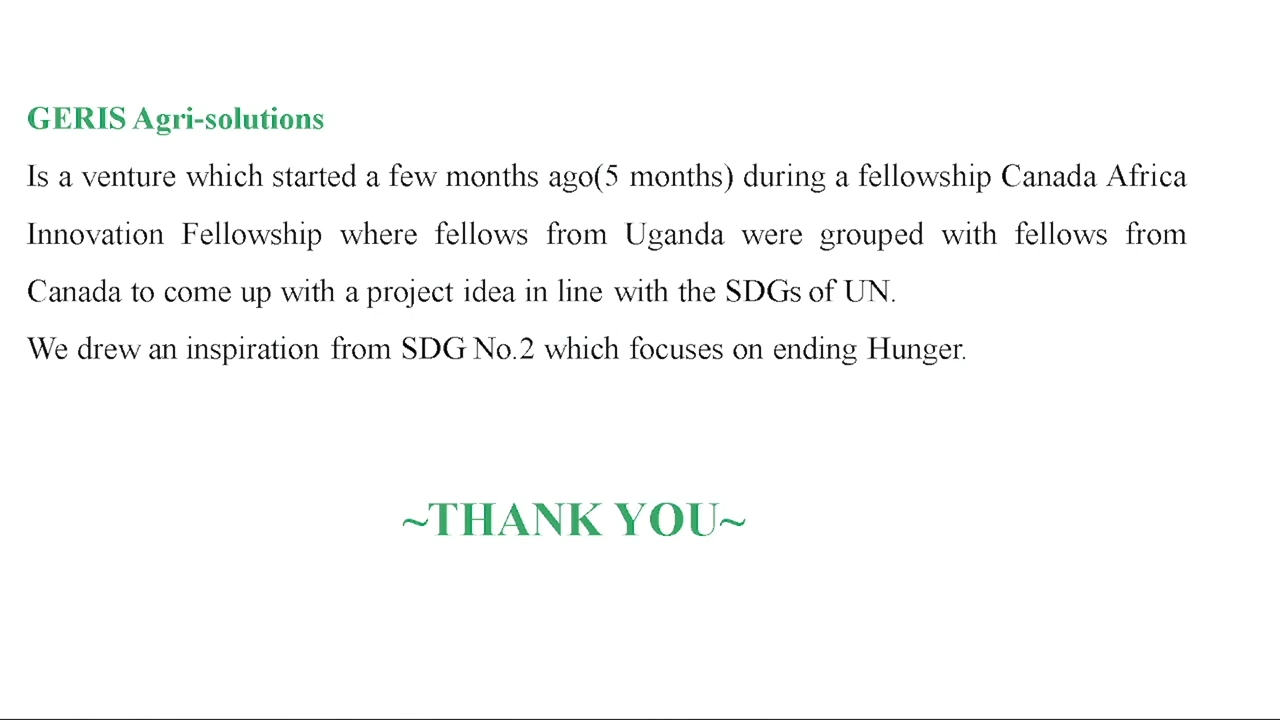 GERIS Agri-solutions
Is a venture which started a few months ago(5 months) during a fellowship Canada Africa
Innovation Fellowship where fellows from Uganda were grouped with fellows from
Canada to come up with a project idea in line with the SDGs of UN.
We drew an inspiration from SDG No.2 which focuses on ending Hunger.
~THANK YOU~